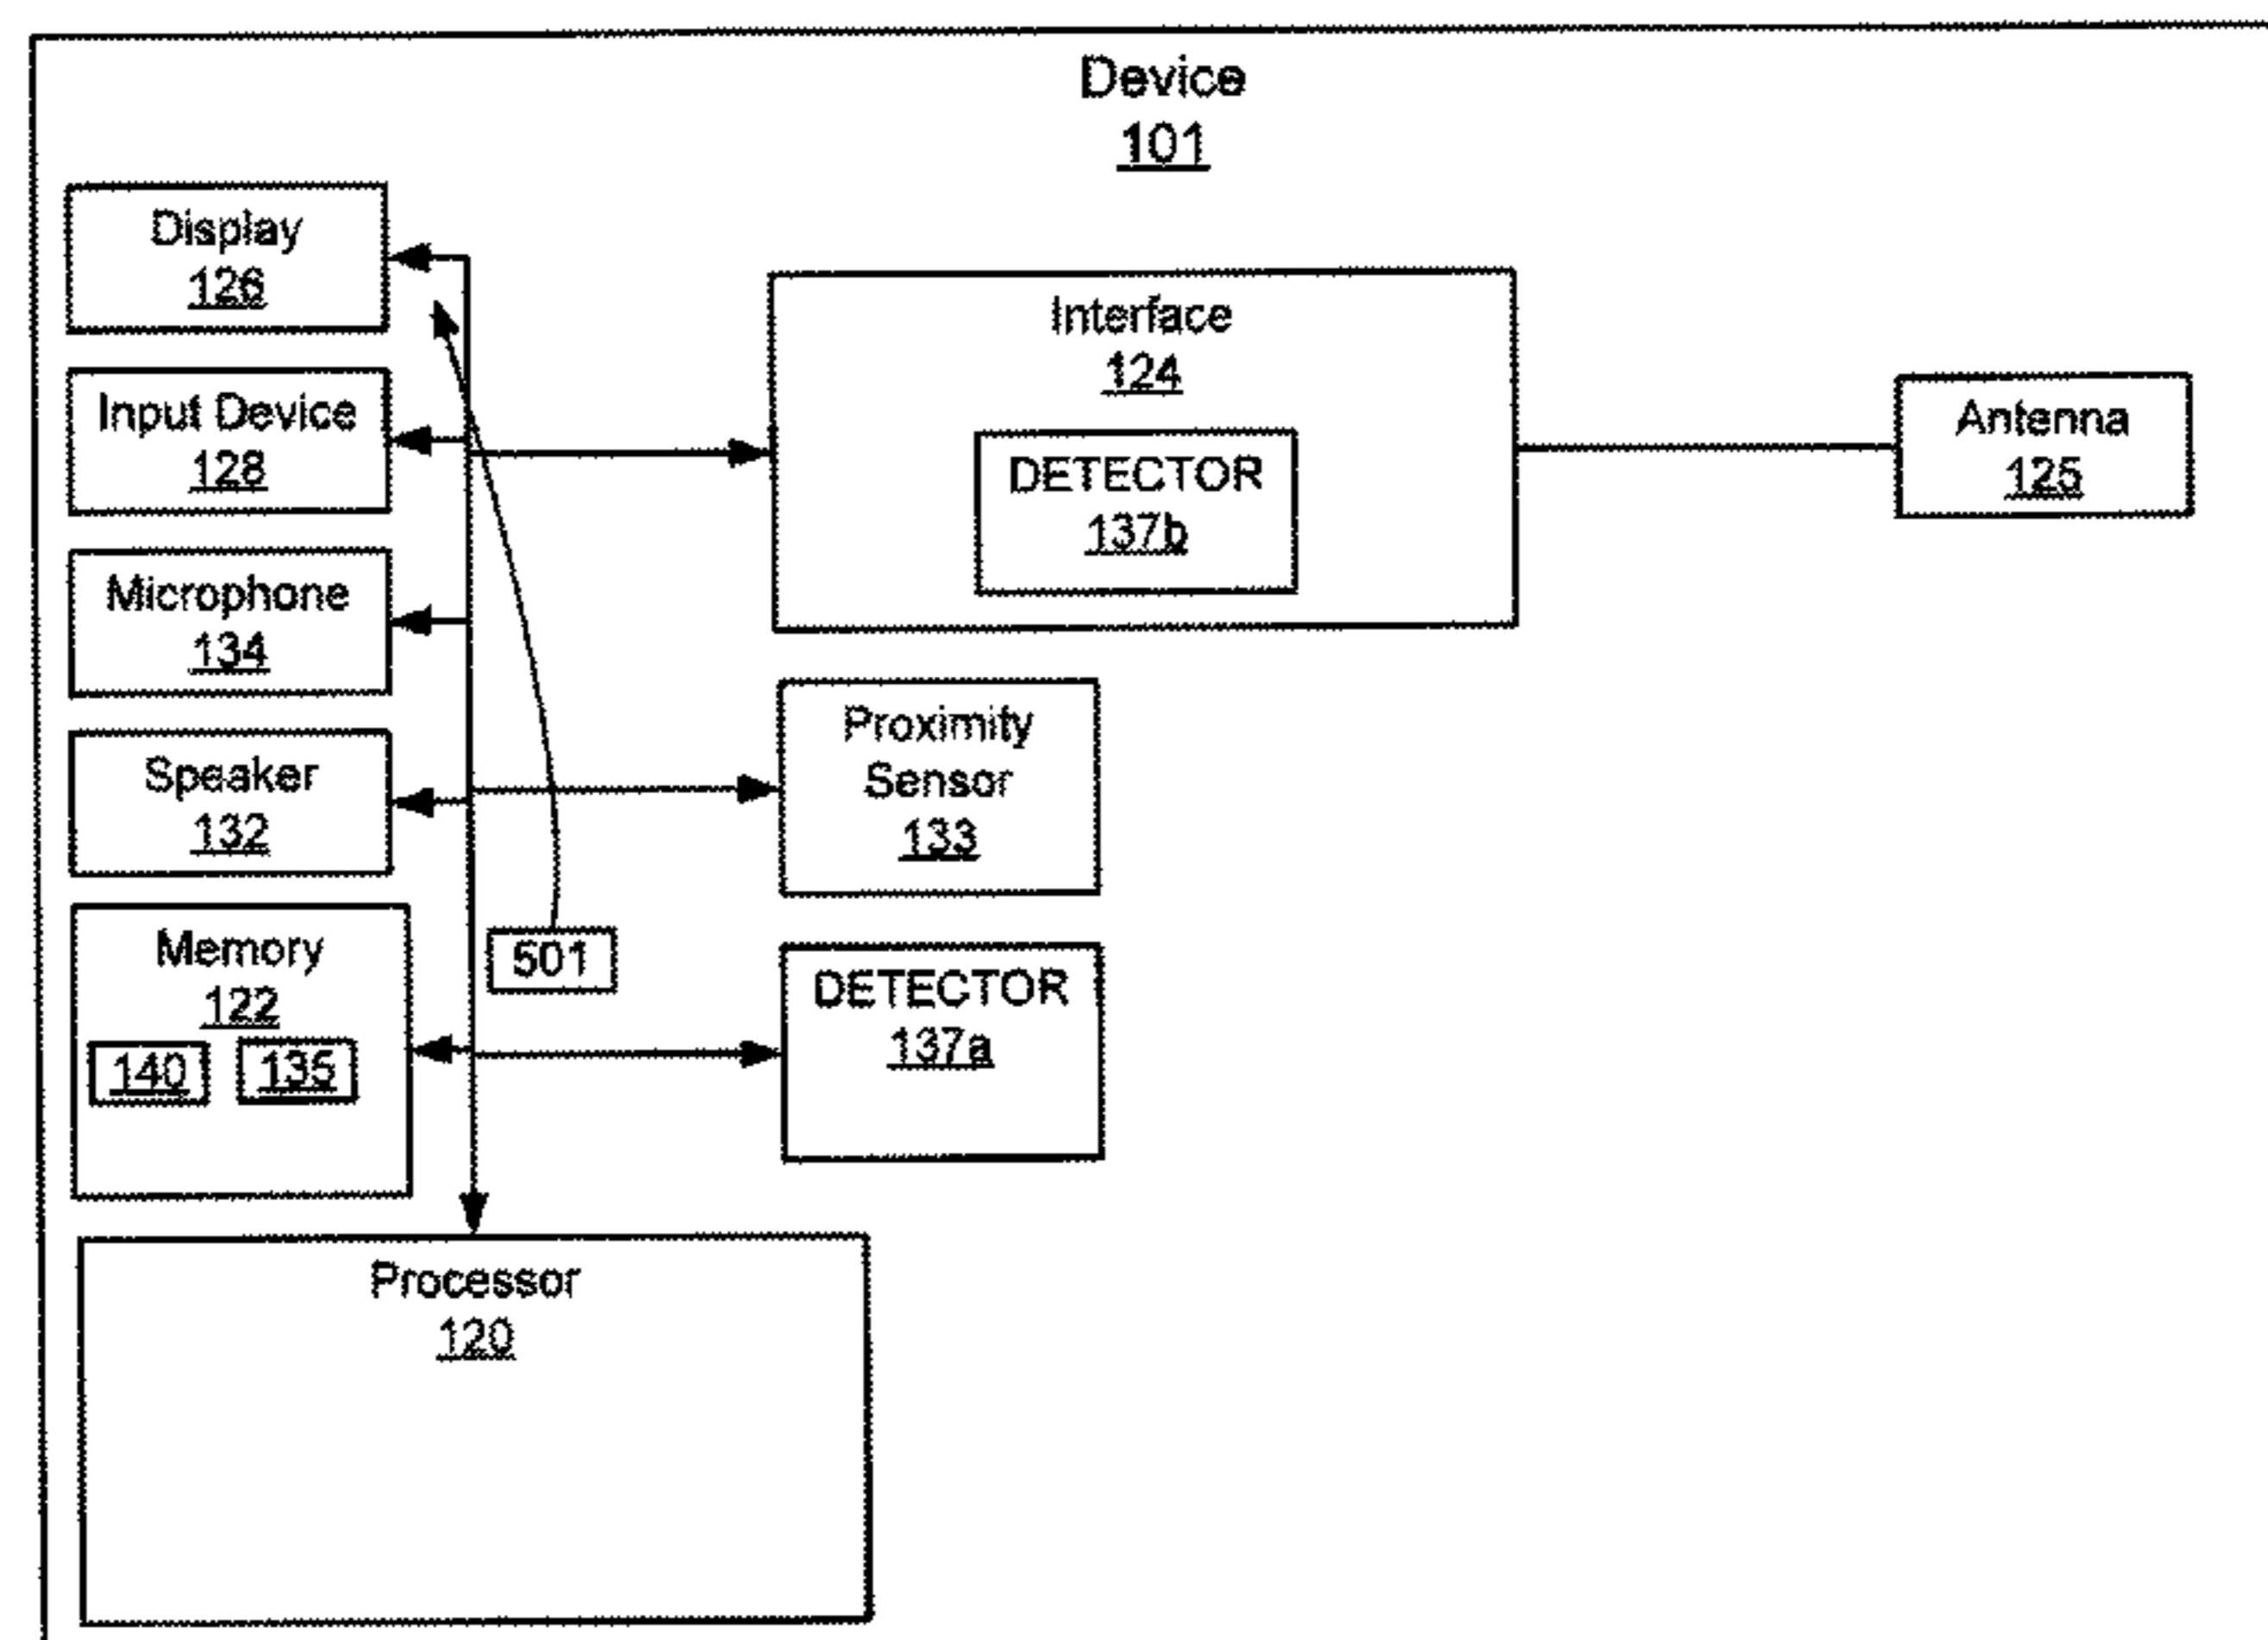 Device
101
Display
126
Input Device
128
Microphone
134
Speaker
132
Memory
122
140
135
501
Interface
124
DETECTOR
137b
Antenna
125
Proximity
Sensor
133
DETECTOR
137a
Processor
120